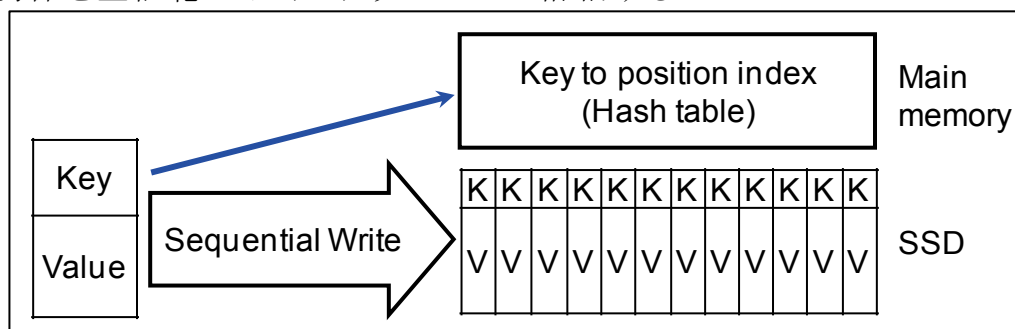 Key to position index
(Hash table)
Main
memory
Key
Value
Sequential Write
K K K K K K K K K K K K
V V V V V V V V V V V V
SSD